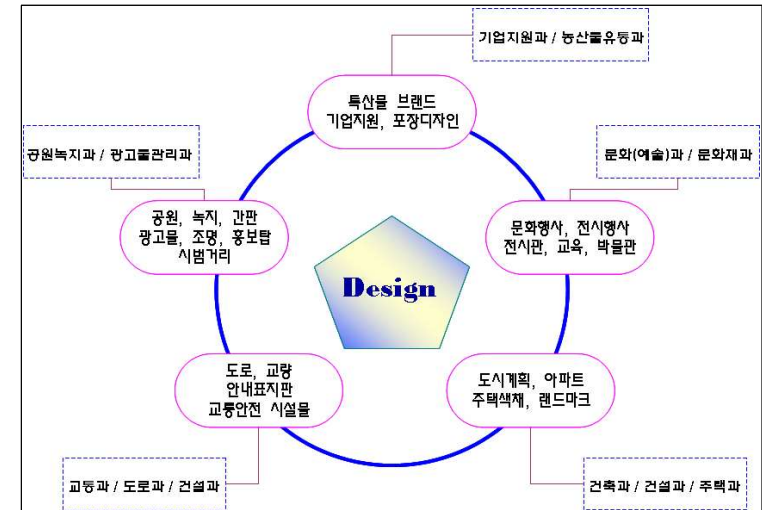 기업지원과 / 농산물유통과
특산물 브랜드
기업지원, 포장디자인
공원녹지과 / 광고물관리과
문화(예술)과 / 문화재과
공원, 녹지, 간판
광고물, 조명, 홍보탑
시범거리
문화행사, 전시행사
전시관, 교육, 박물관
Design
도로, 교량
안내표지판
교통안전 시설물
도시계획, 아파트
주택색채, 랜드마크
교통과 / 도로과 / 건설과
건축과 / 건설과 / 주택과